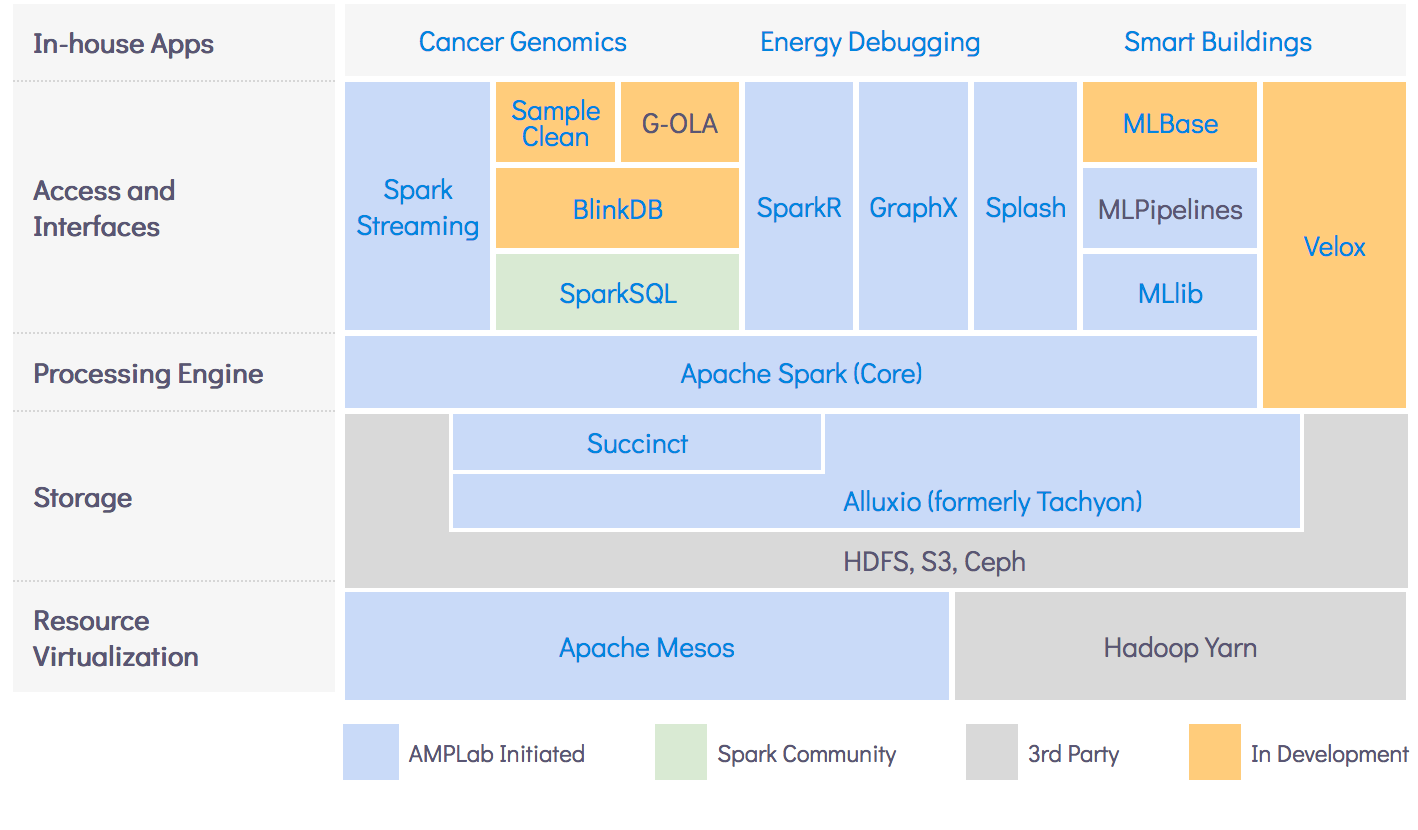 In-house Apps
Cancer Genomics
Energy Debugging
Smart Buildings
Access and
Interfaces
Spark
Streaming
Sample
Clean
G-OLA
BlinkDB
SparkSQL
SparkR
GraphX
Splash
MLBase
MLPipelines
MLlib
Velox
Processing Engine
Apache Spark (Core)
Storage
Succinct
Alluxio (formerly Tachyon)
HDFS, S3, Ceph
Resource
Virtualization
Apache Mesos
Hadoop Yarn
AMPLab Initiated
Spark Community
3rd Party
In Development